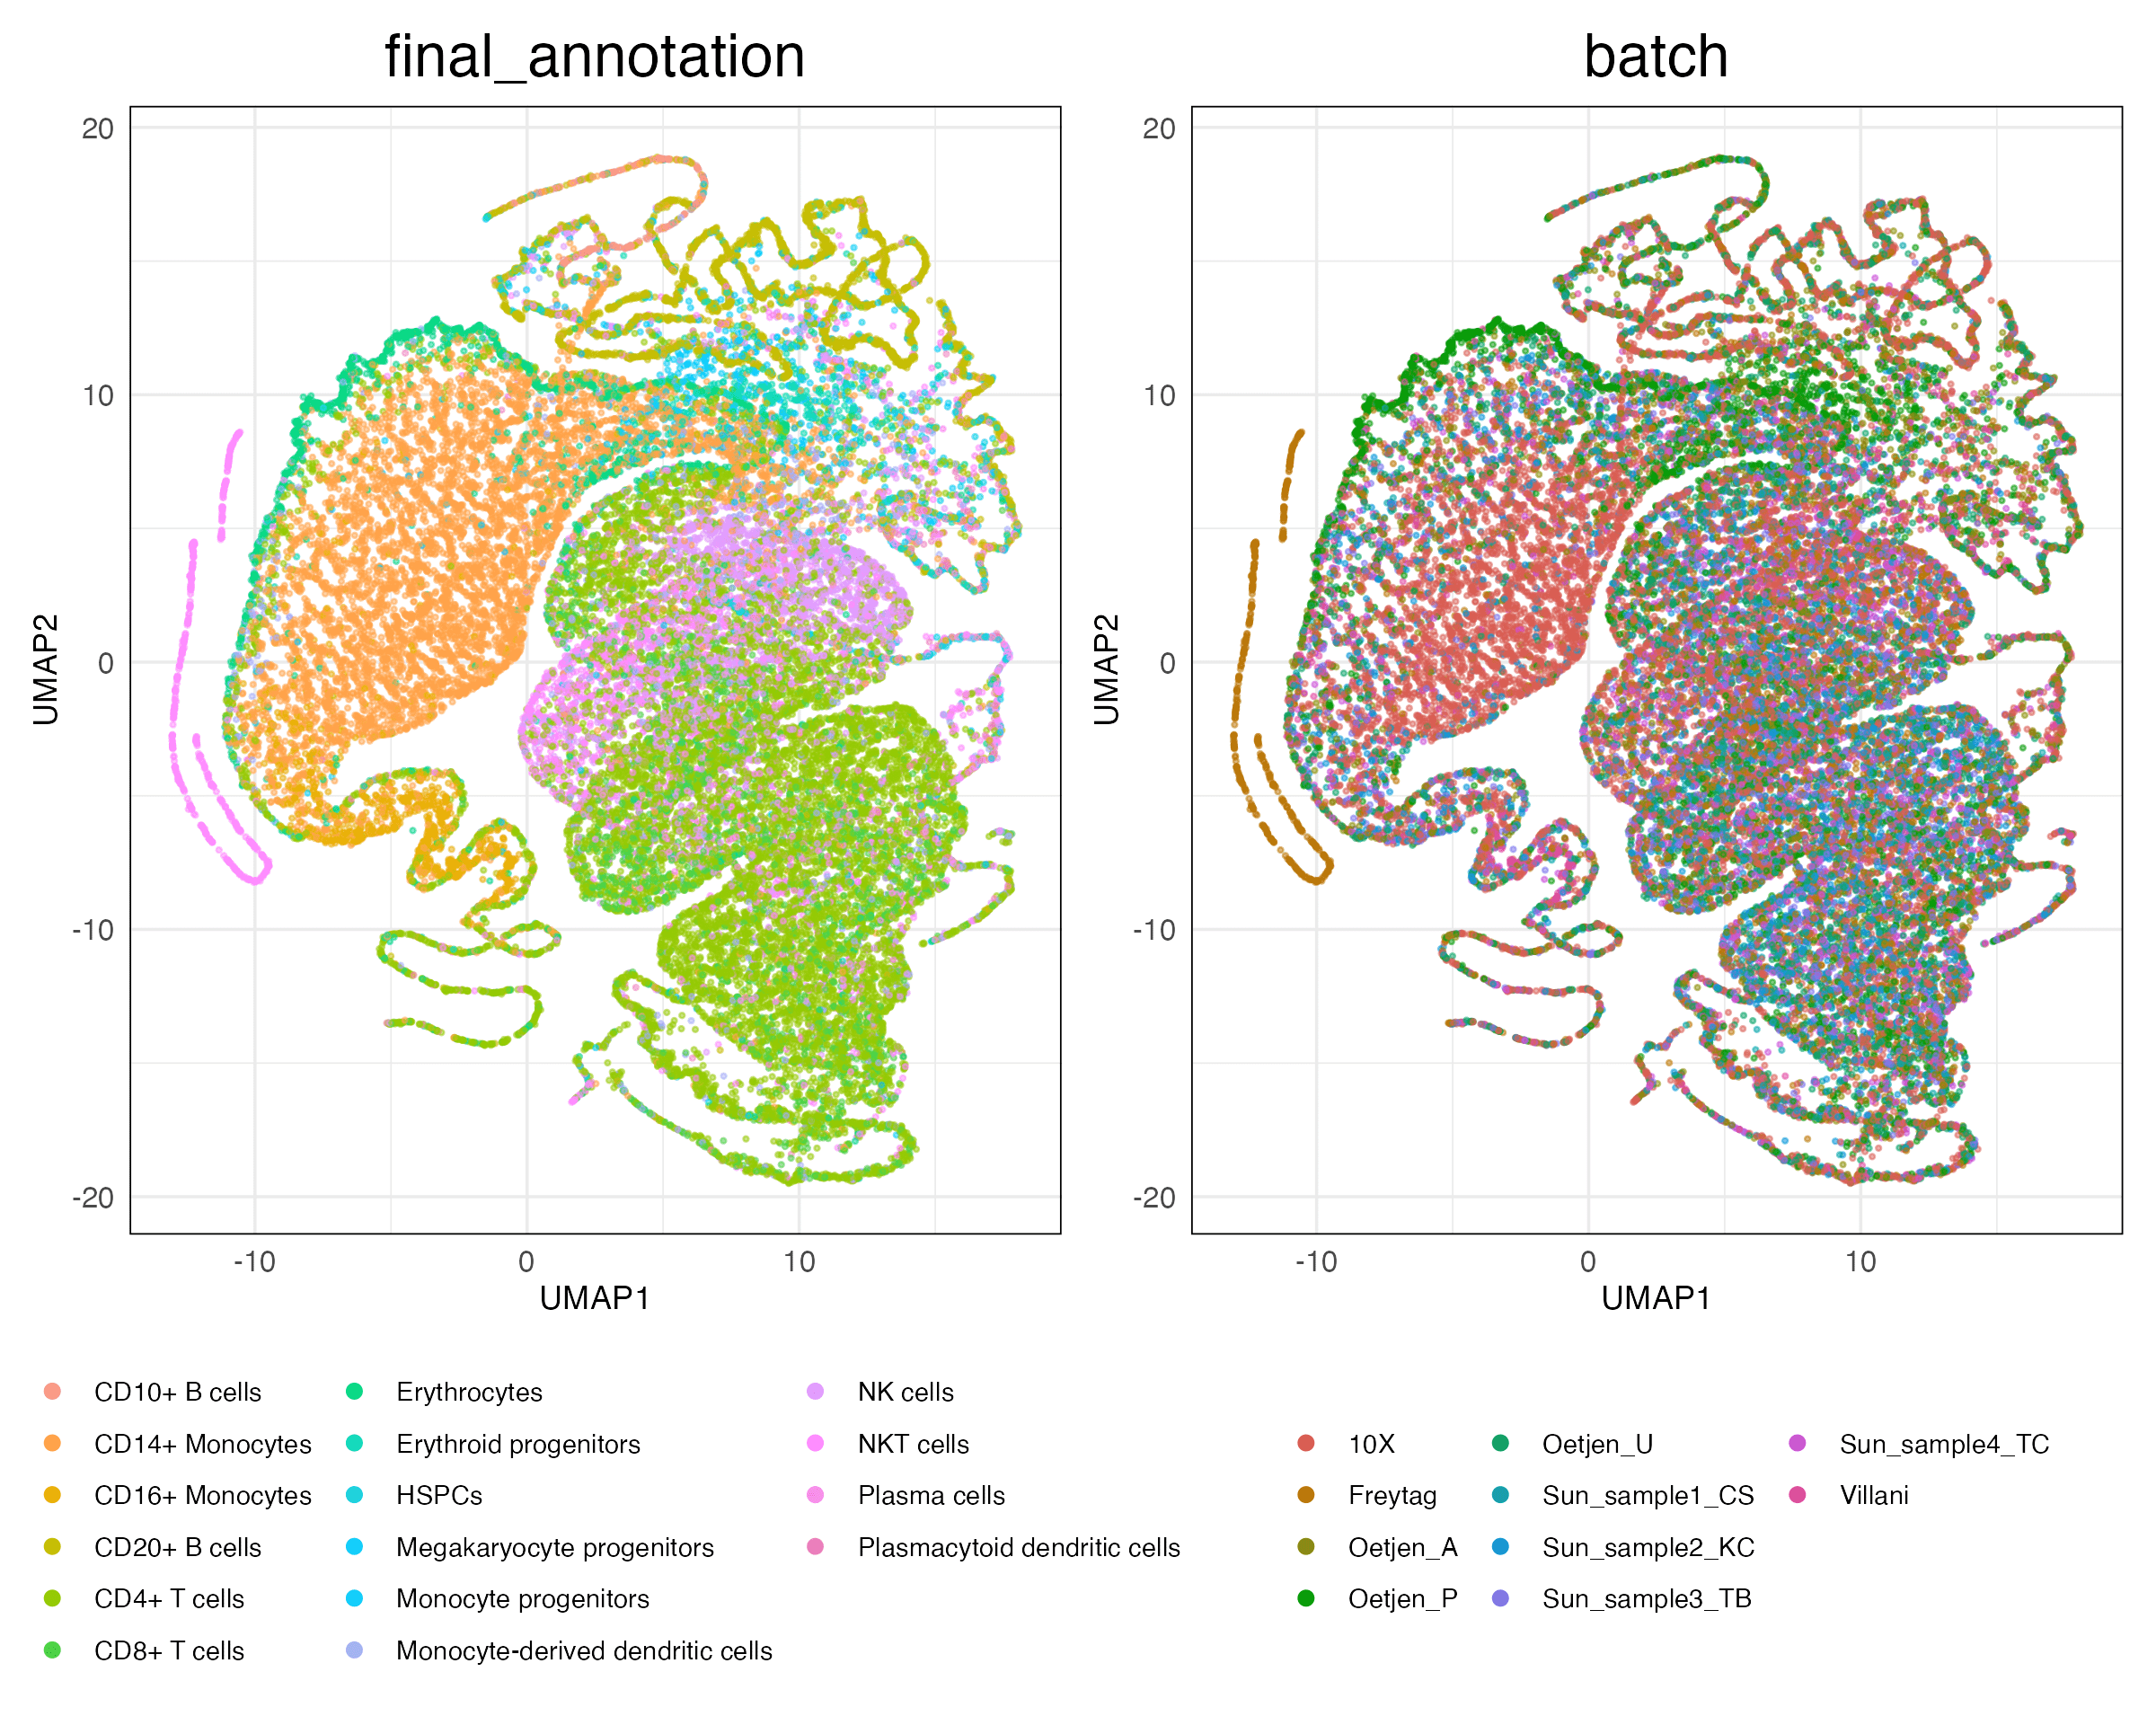 final_annotation
batch
20
10
0
-10
-20
UMAP2
-10
0
10
UMAP1
20
10
0
-10
-20
UMAP2
-10
0
10
UMAP1
CD10+ B cells
CD14+ Monocytes
CD16+ Monocytes
CD20+ B cells
CD4+ T cells
CD8+ T cells
Erythrocytes
Erythroid progenitors
HSPCs
Megakaryocyte progenitors
Monocyte progenitors
Monocyte-derived dendritic cells
NK cells
NKT cells
Plasma cells
Plasmacytoid dendritic cells
10X
Freytag
Oetjen_A
Oetjen_P
Oetjen_U
Sun_sample1_CS
Sun_sample2_KC
Sun_sample3_TB
Sun_sample4_TC
Villani